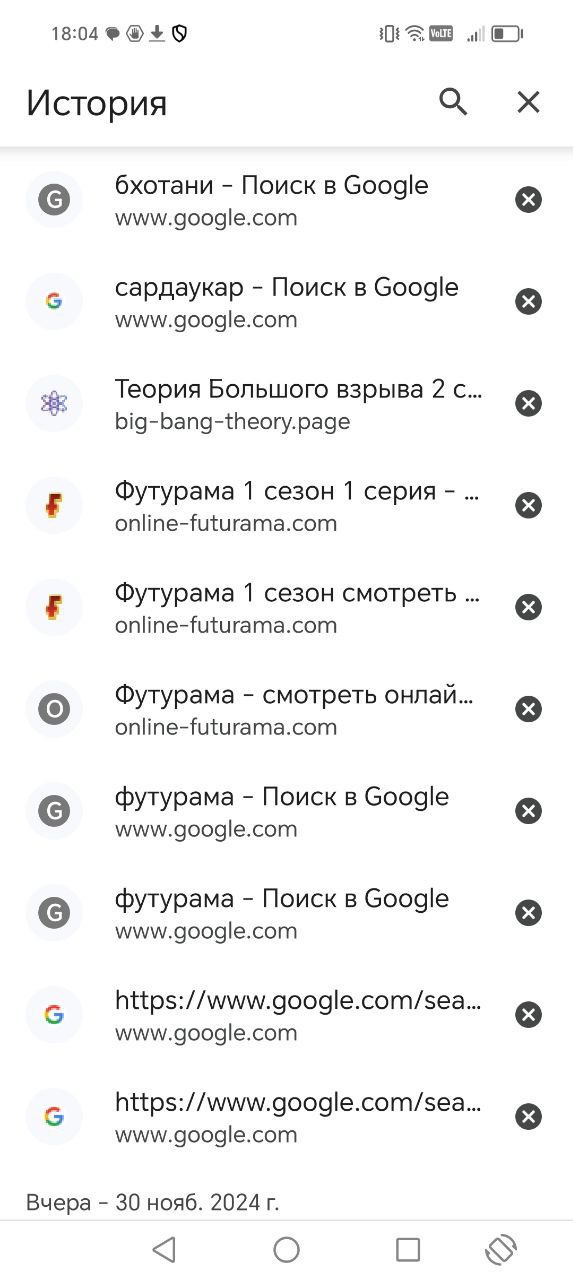 18:04
VoLTE
История
G
бхотани - Поиск в Google
www.google.com
G
сардаукар - Поиск в Google
www.google.com
Теория Большого взрыва 2 с...
big-bang-theory.page
F
Футурама 1 сезон 1 серия - ...
online-futurama.com
F
Футурама 1 сезон смотреть ...
online-futurama.com
O
Футурама - смотреть онлай...
online-futurama.com
G
футурама - Поиск в Google
www.google.com
G
футурама - Поиск в Google
www.google.com
G
https://www.google.com/sea...
www.google.com
G
https://www.google.com/sea...
www.google.com
Вчера - 30 нояб. 2024 г.